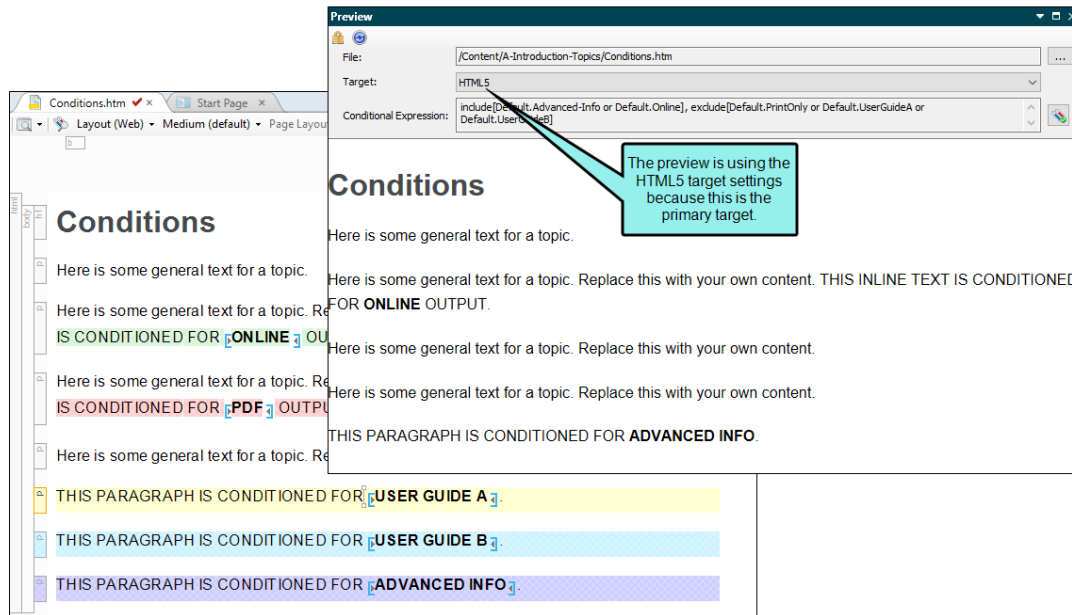 Preview
File:
/Content/A-Introduction-Topics/Conditions.htm
...
Target:
HTML5
Conditional Expression:
include[Default.Advanced-Info or Default.Online], exclude[Default.PrintOnly or Default.UserGuideA or
Default.UserGuideB]
The preview is using the
HTML5 target settings
because this is the
primary target.
Conditions
Here is some general text for a topic.
Here is some general text for a topic. Replace this with your own content. THIS INLINE TEXT IS CONDITIONED
FOR ONLINE OUTPUT.
Here is some general text for a topic. Replace this with your own content.
Here is some general text for a topic. Replace this with your own content.
THIS PARAGRAPH IS CONDITIONED FOR ADVANCED INFO.
Conditions.htm
Start Page
Layout (Web)
Medium (default)
Page Layou
b
html
body
h1
Conditions
p
Here is some general text for a topic.
p
Here is some general text for a topic. Re
IS CONDITIONED FOR ONLINE OU
p
Here is some general text for a topic. Re
IS CONDITIONED FOR PDF OUTPU
p
Here is some general text for a topic. Re
p
THIS PARAGRAPH IS CONDITIONED FOR USER GUIDE A.
p
THIS PARAGRAPH IS CONDITIONED FOR USER GUIDE B.
p
THIS PARAGRAPH IS CONDITIONED FOR ADVANCED INFO.